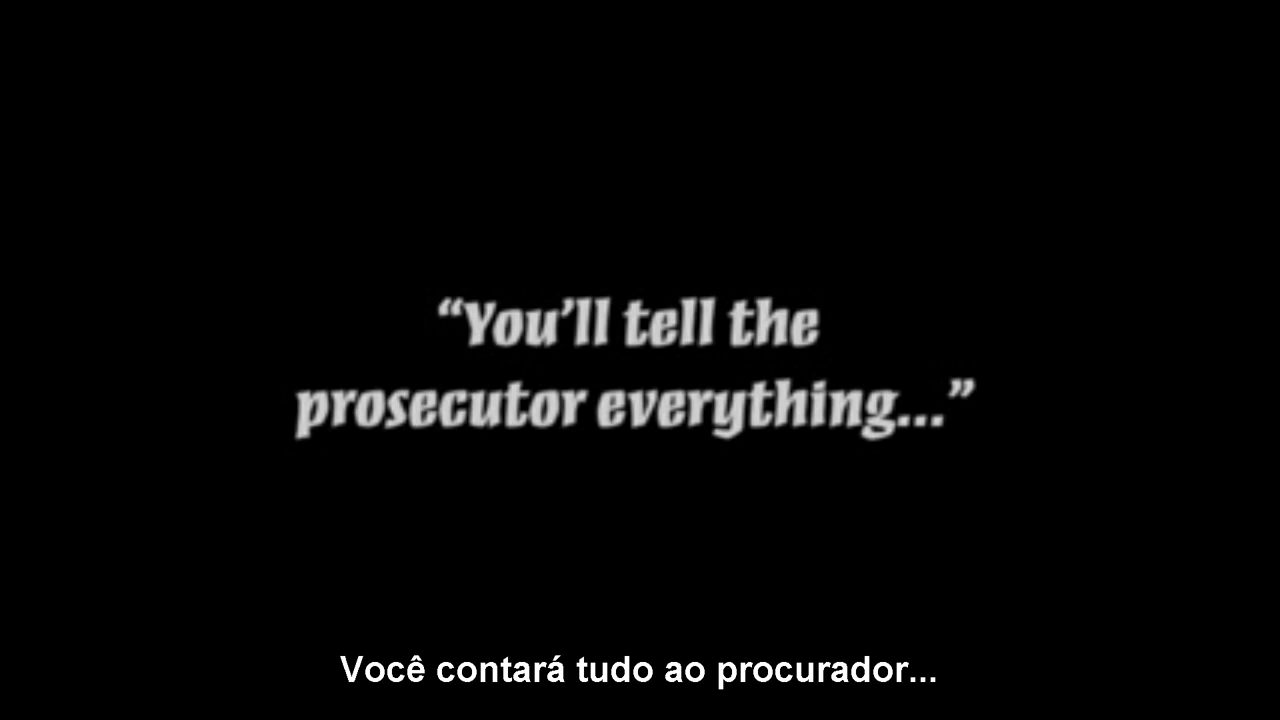 “You’ll tell the
prosecutor everything...”
Você contará tudo ao procurador...